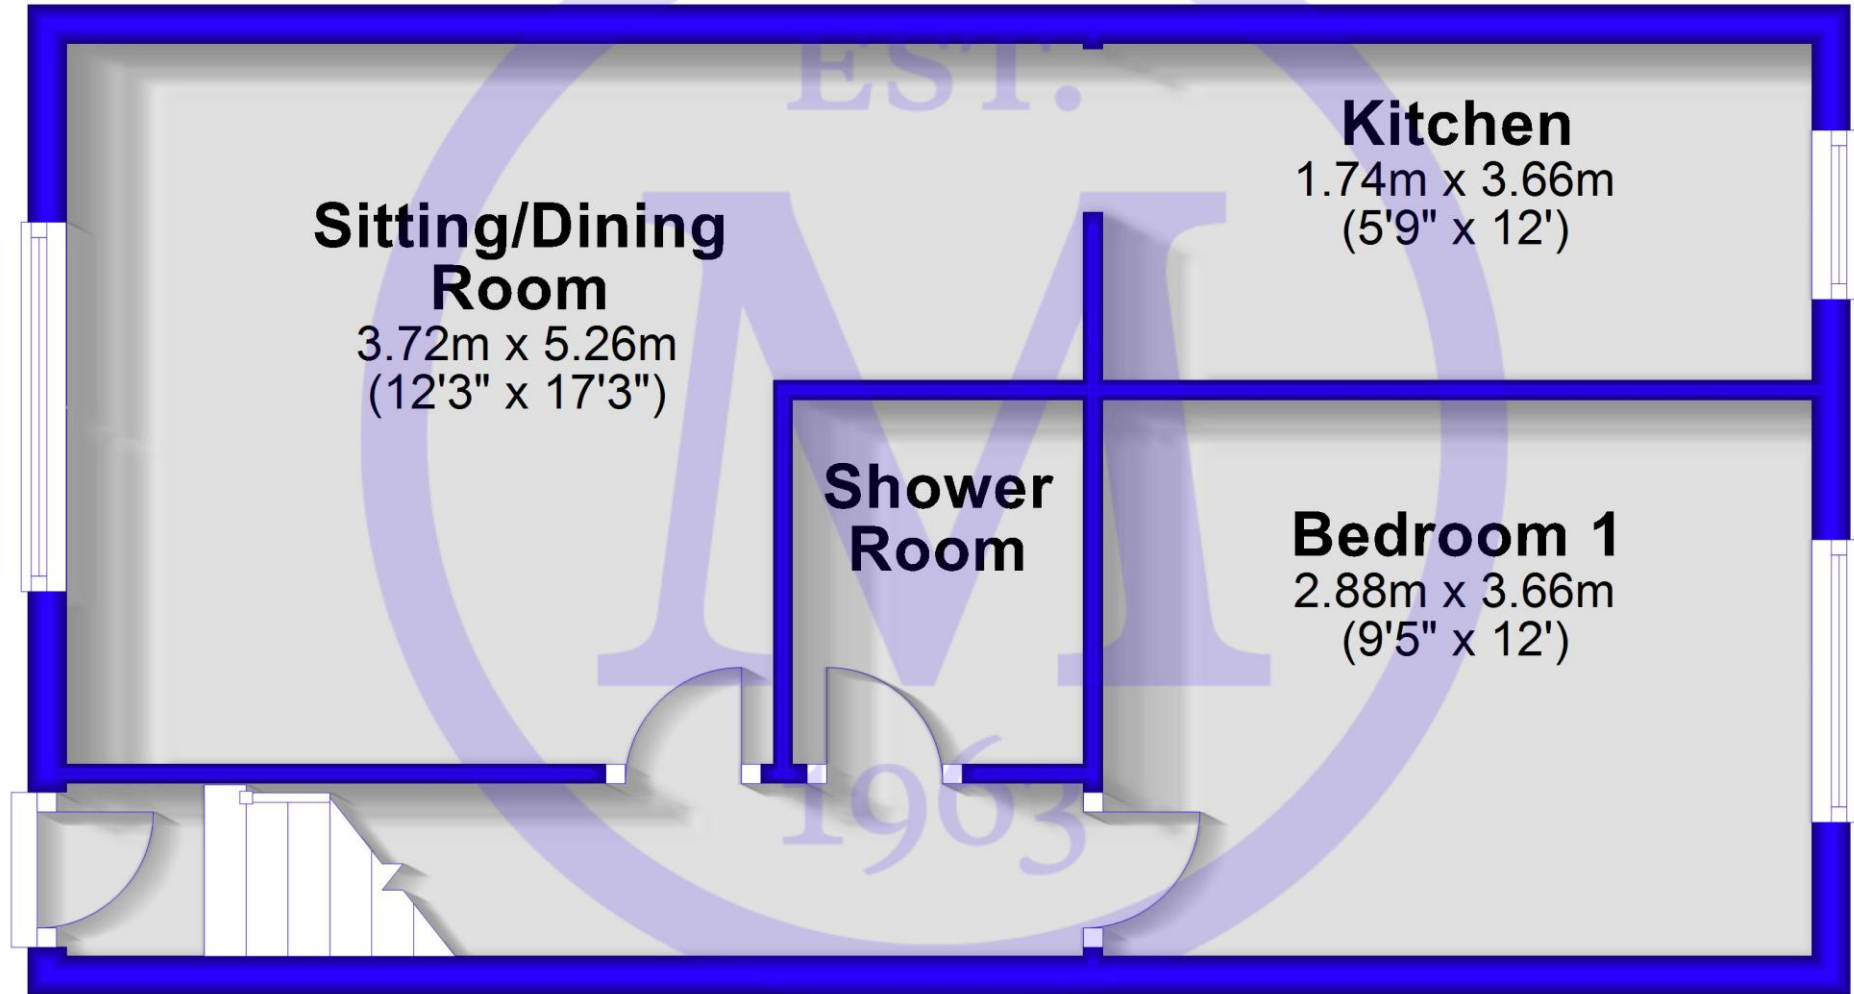 EST.
Kitchen
1.74m x 3.66m
(5'9" x 12')
Sitting/Dining
Room
3.72m x 5.26m
(12'3" x 17'3")
Shower
Room
Bedroom 1
2.88m x 3.66m
(9'5" x 12')
M
1963